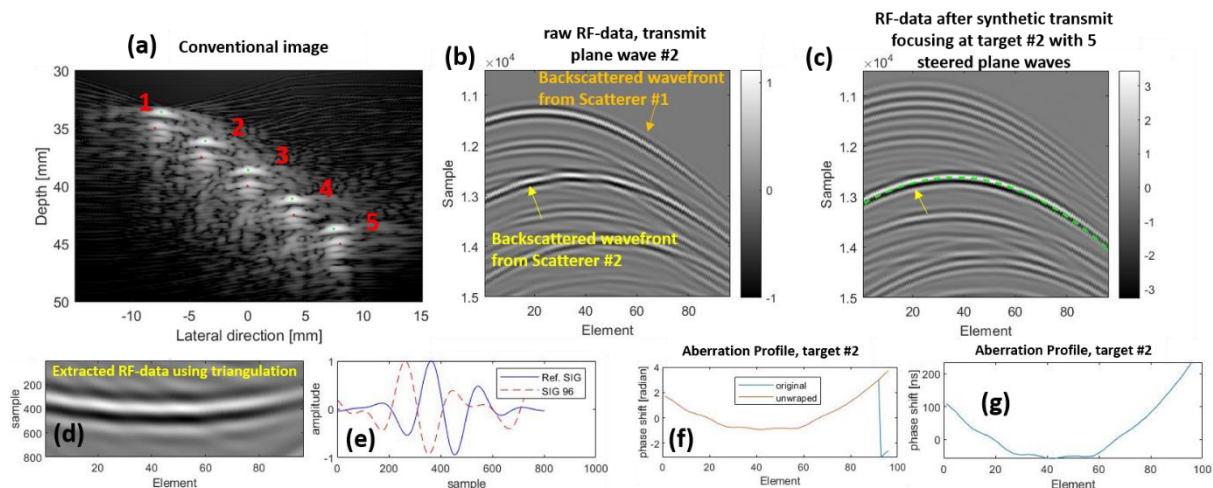 (a)
Conventional image
30
35
40
45
50
Depth [mm]
-10
-5
0
5
10
15
Lateral direction [mm]
1
2
3
4
5
(b)
raw RF-data, transmit
plane wave #2
×10⁴
Backscattered wavefront
from Scatterer #1
1.1
1.2
1.3
1.4
1.5
Sample
Backscattered wavefront
from Scatterer #2
20
40
60
80
Element
1
0
-1
(c)
RF-data after synthetic transmit
focusing at target #2 with 5
steered plane waves
×10⁴
1.1
1.2
1.3
1.4
1.5
Sample
20
40
60
80
Element
3
2
1
0
-1
-2
-3
Extracted RF-data using triangulation
200
400
600
800
sample
(d)
20
40
60
80
Element
1
0
-1
amplitude
Ref. SIG
SIG 96
(e)
0
200
400
600
800
1000
sample
Aberration Profile, target #2
4
2
0
-2
phase shift [radian]
original
unwraped
(f)
0
20
40
60
80
100
Element
Aberration Profile, target #2
200
100
0
phase shift [ns]
(g)
0
20
40
60
80
100
Element